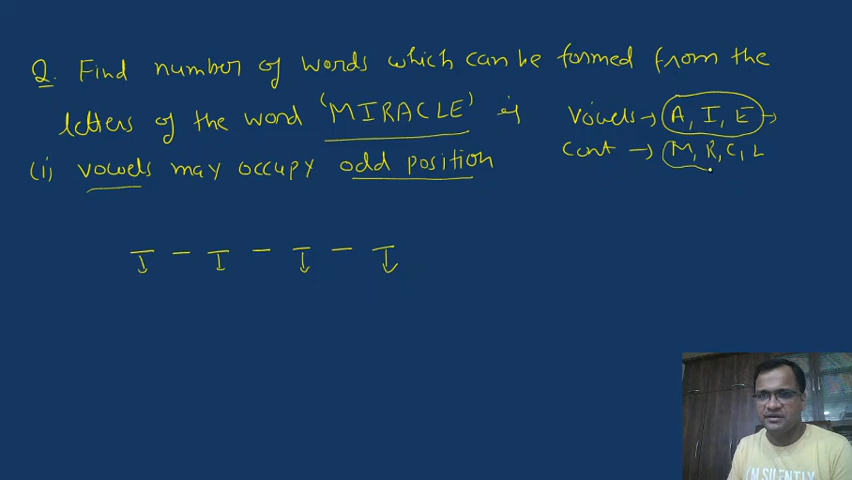 Q. Find number of words which can be formed from the
letters of the word 'MIRACLE' if
(i) vowels may occupy odd position
Vowels → A, I, E →
Cont → M, R, C, L
I'M SILENTLY